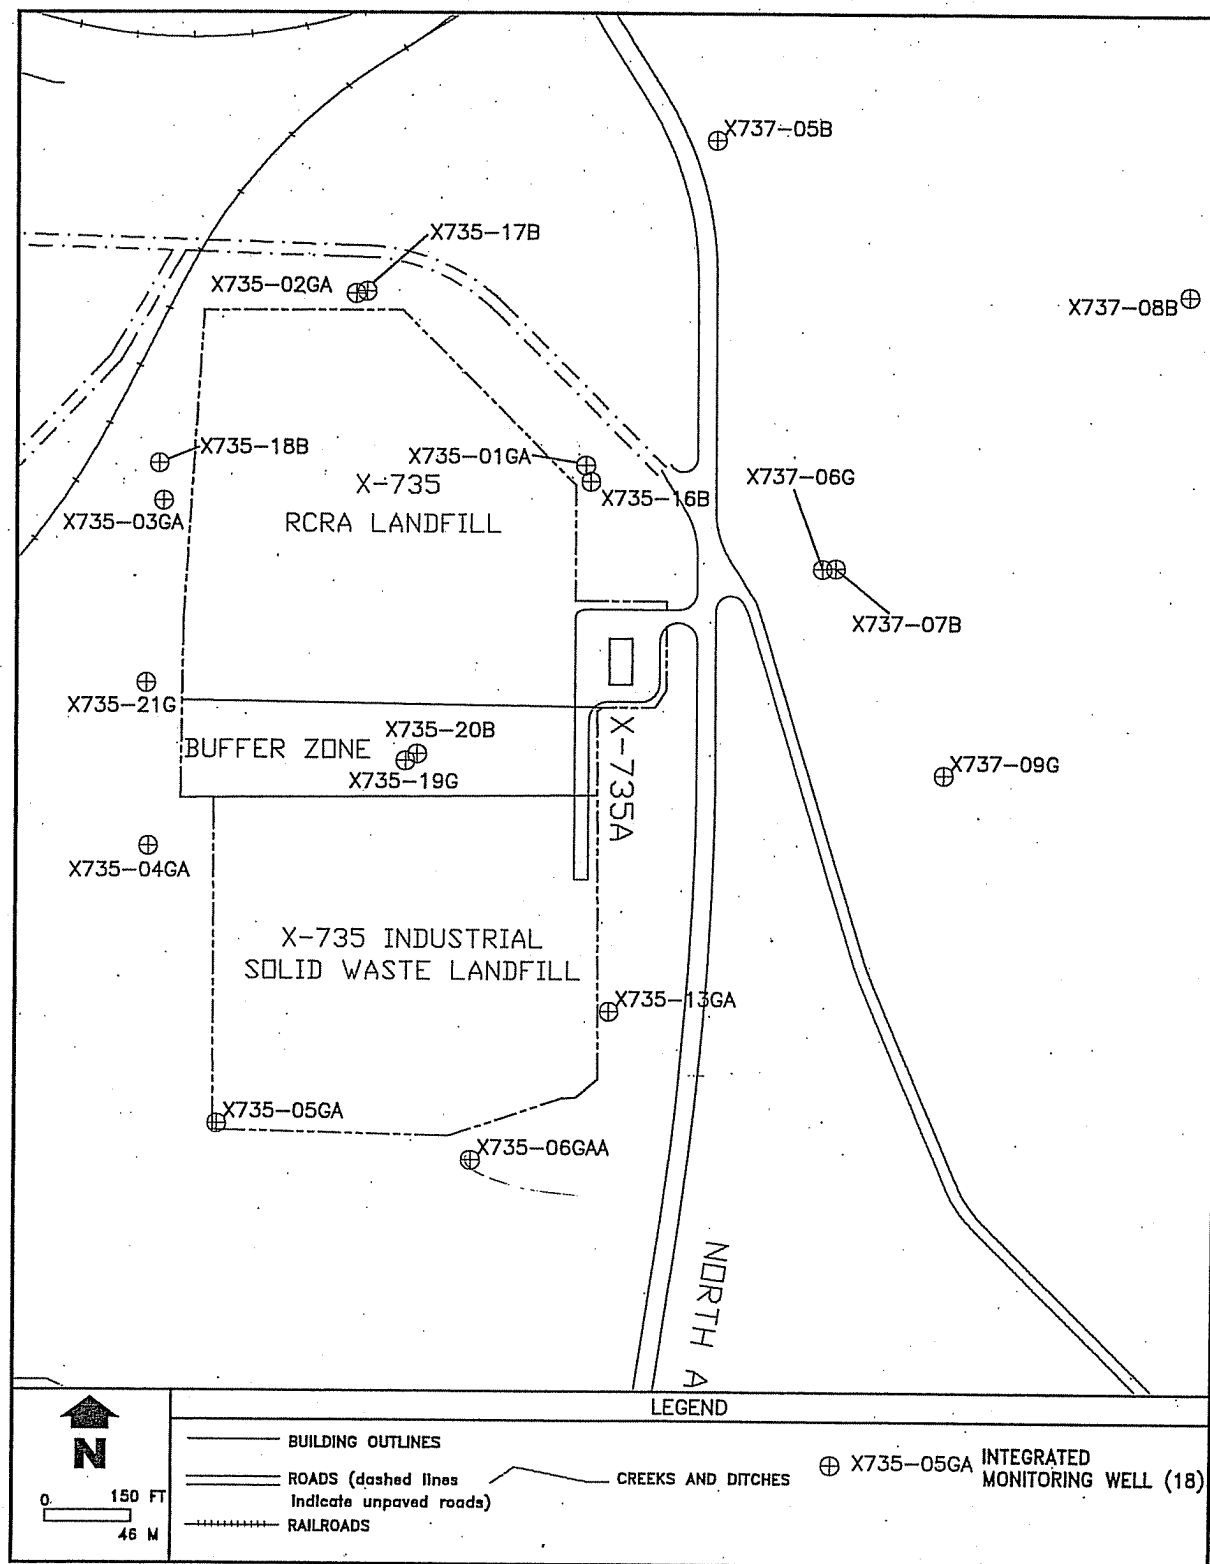 X737-05B
X735-17B
X735-02GA
X737-08B
X735-18B
X735-01GA
X735-16B
X735-03GA
X-735
RCRA LANDFILL
X737-06G
X737-07B
X735-21G
X735-20B
BUFFER ZONE
X735-19G
X-735A
X737-09G
X735-04GA
X-735 INDUSTRIAL
SOLID WASTE LANDFILL
X735-13GA
X735-05GA
X735-06GAA
NORTH A
LEGEND
N
0 150 FT
46 M
BUILDING OUTLINES
ROADS (dashed lines
indicate unpaved roads)
RAILROADS
CREEKS AND DITCHES
X735-05GA INTEGRATED
MONITORING WELL (18)